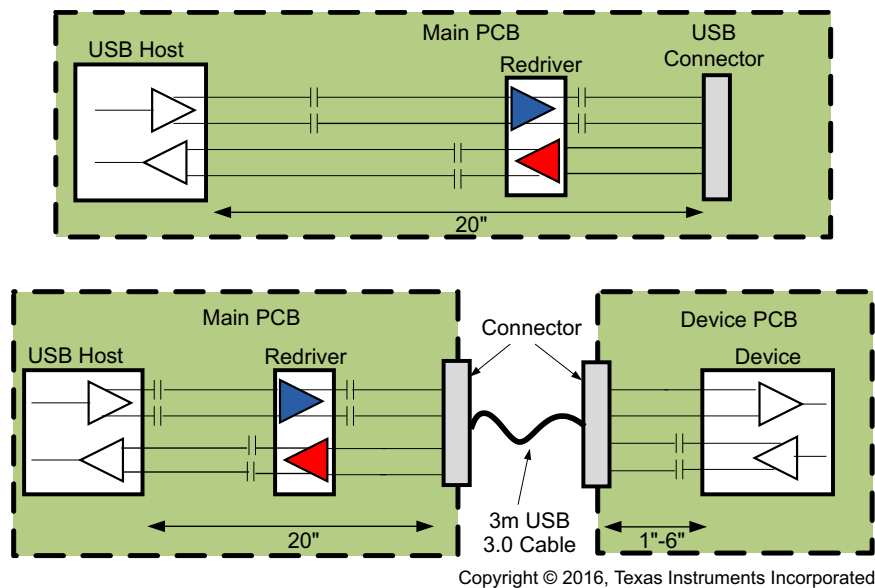 Main PCB
USB
Connector
USB Host
Redriver
20"
Main PCB
Connector
Device PCB
USB Host
Redriver
Device
3m USB
3.0 Cable
20"
1"-6"
Copyright © 2016, Texas Instruments Incorporated